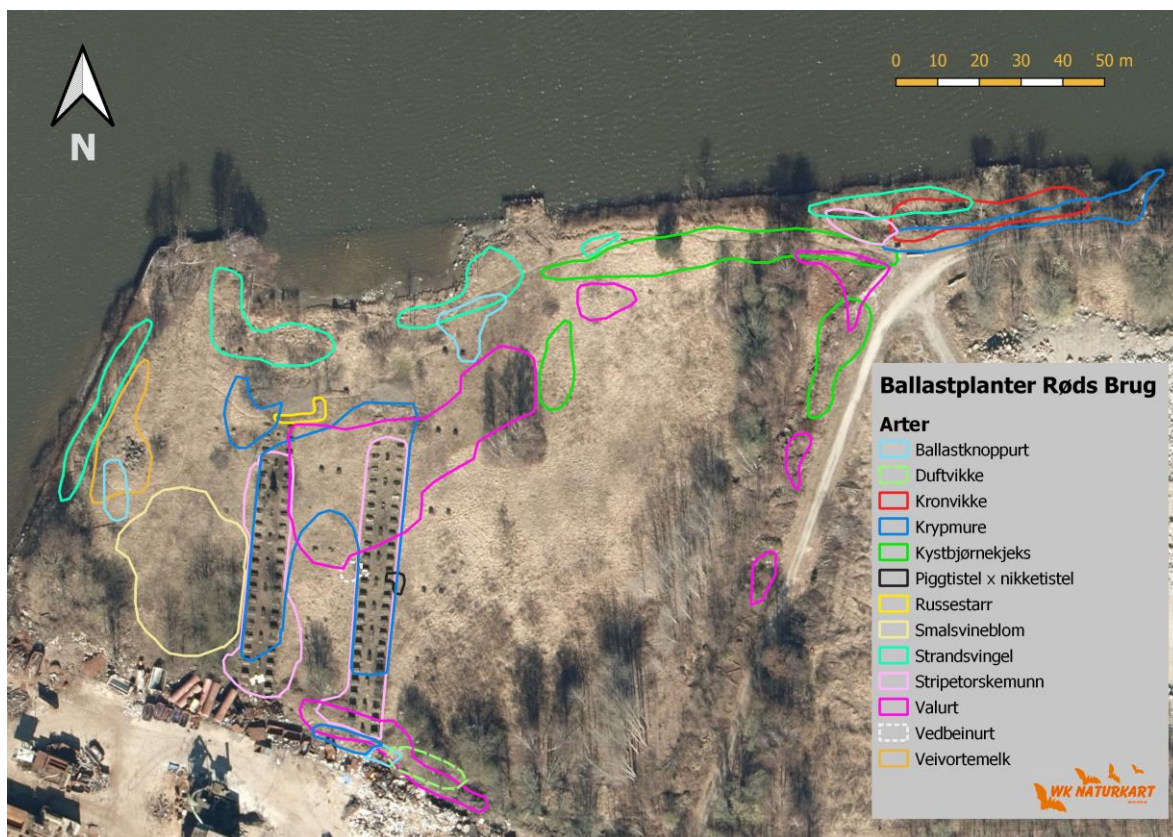 0 10 20 30 40 50 m
N
Ballastplanter Røds Brug
Arter
Ballastknoppurt
Duftvikke
Kronvikke
Krypmure
Kystbjørnekjeks
Piggtistel x nikketistel
Russestarr
Smalsvineblom
Strandsvingel
Stripetorskemunn
Valurt
Vedbeinurt
Veivortemelk
WK NATURKART